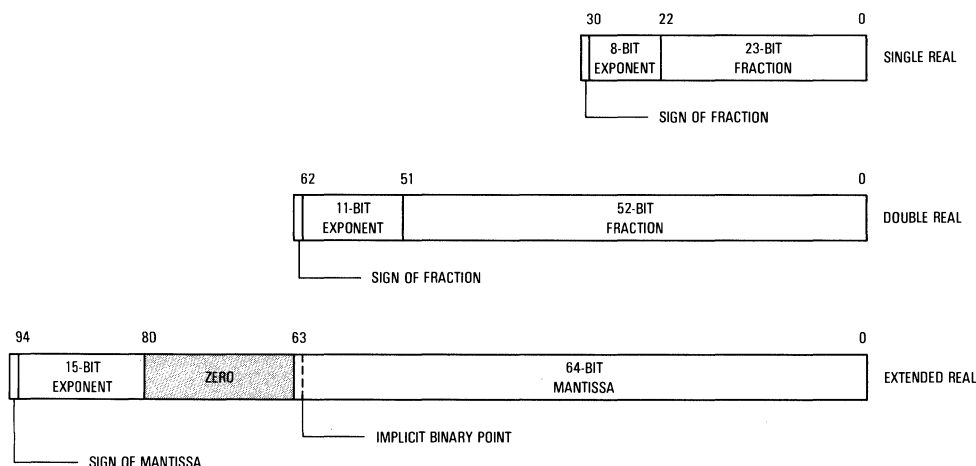 30 22 0
8-BIT 23-BIT
EXPONENT FRACTION
SINGLE REAL
SIGN OF FRACTION
62 51 0
11-BIT 52-BIT
EXPONENT FRACTION
DOUBLE REAL
SIGN OF FRACTION
94 80 63 0
15-BIT 64-BIT
EXPONENT ZERO MANTISSA
EXTENDED REAL
IMPLICIT BINARY POINT
SIGN OF MANTISSA